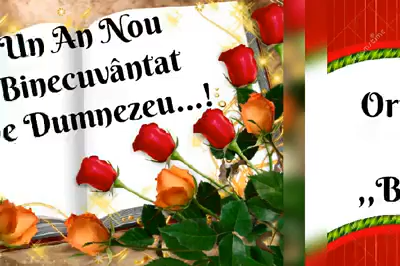 Un An Nou
Binecuvântat
Dumnezeu...!
Or
,,B